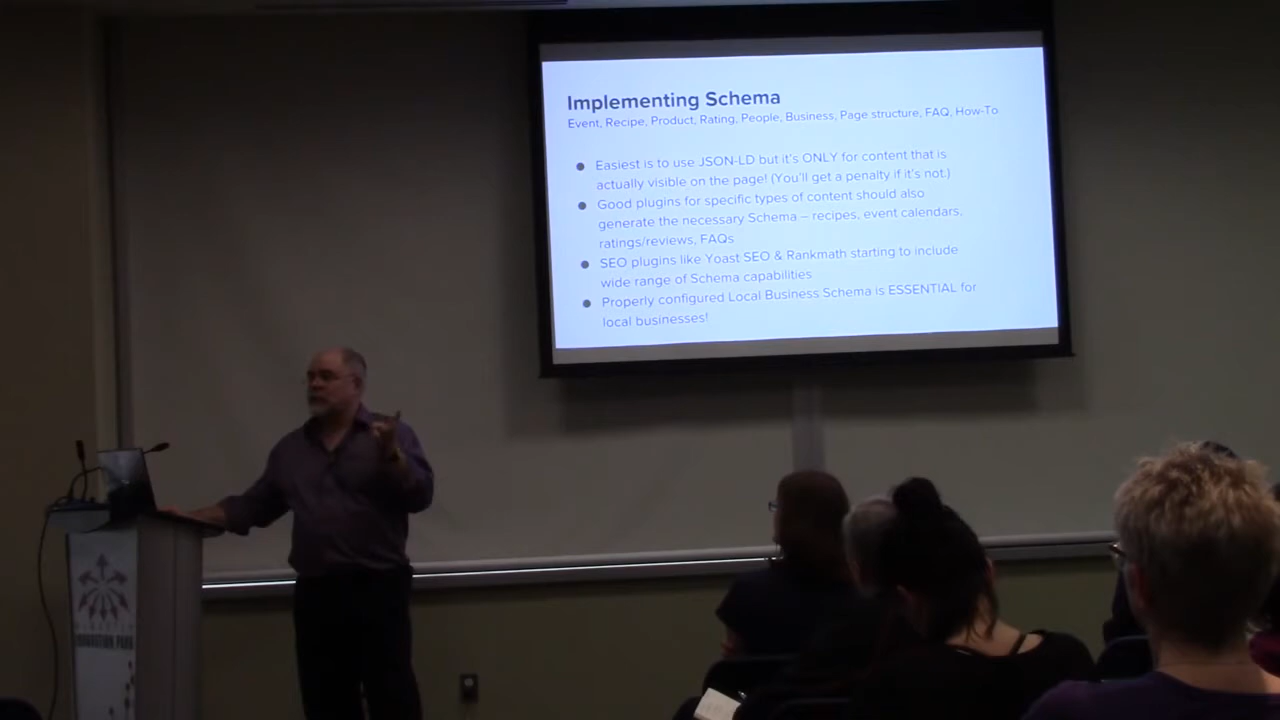 Implementing Schema
Event, Recipe, Product, Rating, People, Business, Page structure, FAQ, How-To
● Easiest is to use JSON-LD but it's ONLY for content that is
actually visible on the page! (You'll get a penalty if it's not.)
● Good plugins for specific types of content should also
generate the necessary Schema – recipes, event calendars,
ratings/reviews, FAQs
● SEO plugins like Yoast SEO & Rankmath starting to include
wide range of Schema capabilities
● Properly configured Local Business Schema is ESSENTIAL for
local businesses!
INNOVATION PARK